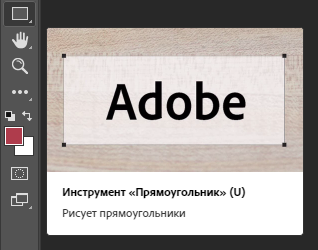 Adobe
Инструмент «Прямоугольник» (U)
Рисует прямоугольники